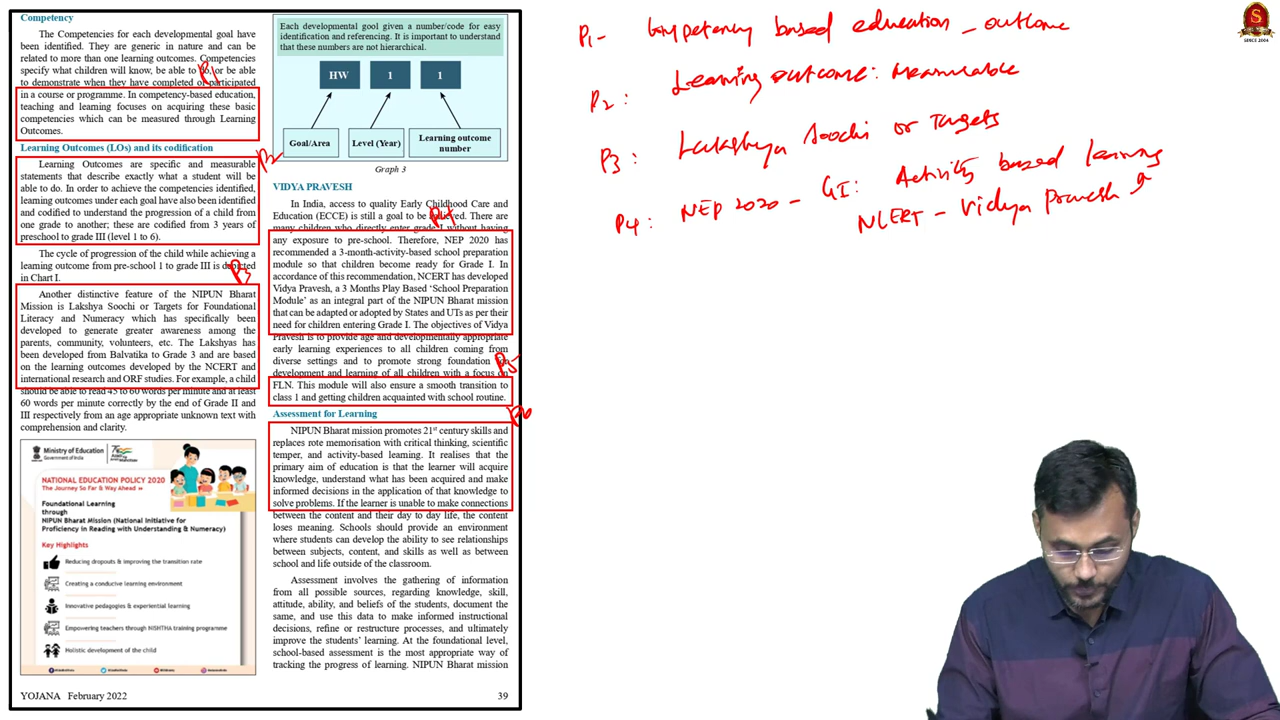 Competency
The Competencies for each developmental goal have
been identified. They are generic in nature and can be
related to more than one learning outcomes. Competencies
specify what children will know, be able to do, or be able
to demonstrate when they have completed or participated
in a course or programme. In competency-based education,
teaching and learning focuses on acquiring these basic
competencies which can be measured through Learning
Outcomes.
Learning Outcomes (LOs) and its codification
Learning Outcomes are specific and measurable
statements that describe exactly what a student will be
able to do. In order to achieve the competencies identified,
learning outcomes under each goal have also been identified
and codified to understand the progression of a child from
one grade to another; these are codified from 3 years of
preschool to grade III (level 1 to 6).
The cycle of progression of the child while achieving a
learning outcome from pre-school 1 to grade III is depicted
in Chart I.
Another distinctive feature of the NIPUN Bharat
Mission is Lakshya Soochi or Targets for Foundational
Literacy and Numeracy which has specifically been
developed to generate greater awareness among the
parents, community, volunteers, etc. The Lakshyas has
been developed from Balvatika to Grade 3 and are based
on the learning outcomes developed by the NCERT and
international research and ORF studies. For example, a child
should be able to read 45 to 60 words per minute and at least
60 words per minute correctly by the end of Grade II and
III respectively from an age appropriate unknown text with
comprehension and clarity.
Ministry of Education
Government of India
NATIONAL EDUCATION POLICY 2020
The Journey So Far & Way Ahead
Foundational Learning
through
NIPUN Bharat Mission (National Initiative for
Proficiency in Reading with Understanding & Numeracy)
Key Highlights
Reducing dropouts & improving the transition rate
Creating a conducive learning environment
Innovative pedagogies & experiential learning
Empowering teachers through NISHTHA training programme
Holistic development of the child
YOJANA February 2022
Each developmental goal given a number/code for easy
identification and referencing. It is important to understand
that these numbers are not hierarchical.
HW 1 1
Goal/Area Level (Year) Learning outcome
number
Graph 3
VIDYA PRAVESH
In India, access to quality Early Childhood Care and
Education (ECCE) is still a goal to be achieved. There are
many children who directly enter grade I without having
any exposure to pre-school. Therefore, NEP 2020 has
recommended a 3-month-activity-based school preparation
module so that children become ready for Grade I. In
accordance of this recommendation, NCERT has developed
Vidya Pravesh, a 3 Months Play Based 'School Preparation
Module' as an integral part of the NIPUN Bharat mission
that can be adapted or adopted by States and UTs as per their
need for children entering Grade I. The objectives of Vidya
Pravesh is to provide age and developmentally appropriate
early learning experiences to all children coming from
diverse settings and to promote strong foundation
development and learning of all children with a focus on
FLN. This module will also ensure a smooth transition to
class 1 and getting children acquainted with school routine.
Assessment for Learning
NIPUN Bharat mission promotes 21st century skills and
replaces rote memorisation with critical thinking, scientific
temper, and activity-based learning. It realises that the
primary aim of education is that the learner will acquire
knowledge, understand what has been acquired and make
informed decisions in the application of that knowledge to
solve problems. If the learner is unable to make connections
between the content and their day to day life, the content
loses meaning. Schools should provide an environment
where students can develop the ability to see relationships
between subjects, content, and skills as well as between
school and life outside of the classroom.
Assessment involves the gathering of information
from all possible sources, regarding knowledge, skill,
attitude, ability, and beliefs of the students, document the
same, and use this data to make informed instructional
decisions, refine or restructure processes, and ultimately
improve the students' learning. At the foundational level,
school-based assessment is the most appropriate way of
tracking the progress of learning. NIPUN Bharat mission
39
P1
P2
P3
P4
P5
P6
P1- Competency based education - outcome
P2: Learning outcome: Measurable
P3: Lakshya Soochi or Targets
P4: NEP 2020 - GI: Activity based learning
NCERT - Vidya Pravesh
S
SINCE 2004